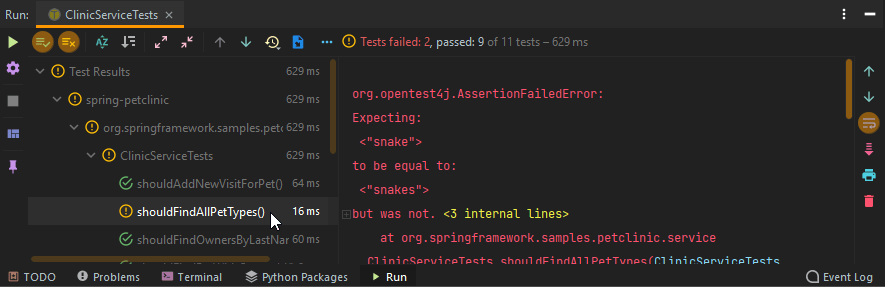 Run: ClinicServiceTests
Tests failed: 2, passed: 9 of 11 tests – 629 ms
Test Results 629 ms
spring-petclinic 629 ms
org.springframework.samples.petc 629 ms
ClinicServiceTests 629 ms
shouldAddNewVisitForPet() 64 ms
shouldFindAllPetTypes() 16 ms
shouldFindOwnersByLastNar 60 ms
org.opentest4j.AssertionFailedError:
Expecting:
<"snake">
to be equal to:
<"snakes">
but was not. <3 internal lines>
at org.springframework.samples.petclinic.service
.ClinicServiceTests.shouldFindAllPetTypes(ClinicServiceTests
TODO Problems Terminal Python Packages Run Event Log